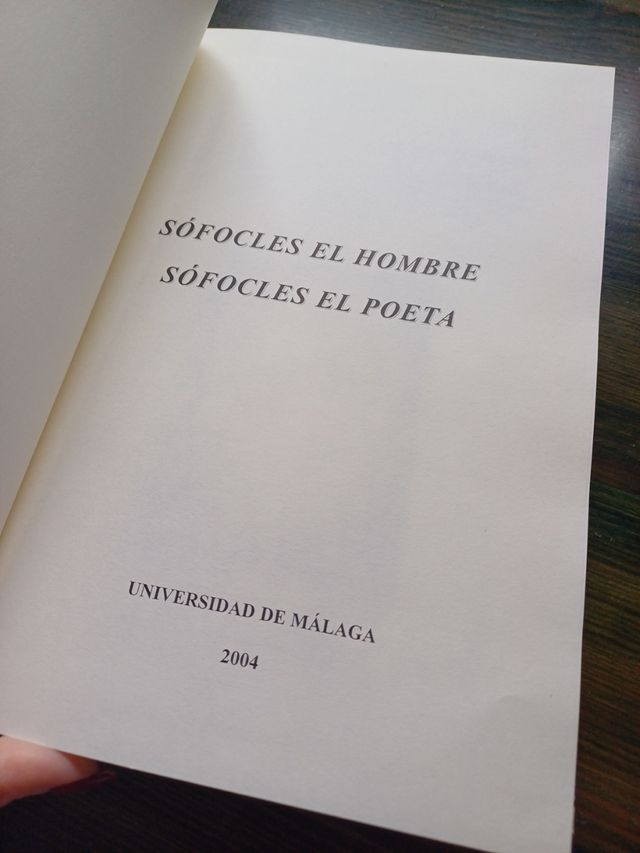 SÓFOCLES EL HOMBRE
SÓFOCLES EL POETA
UNIVERSIDAD DE MÁLAGA
2004